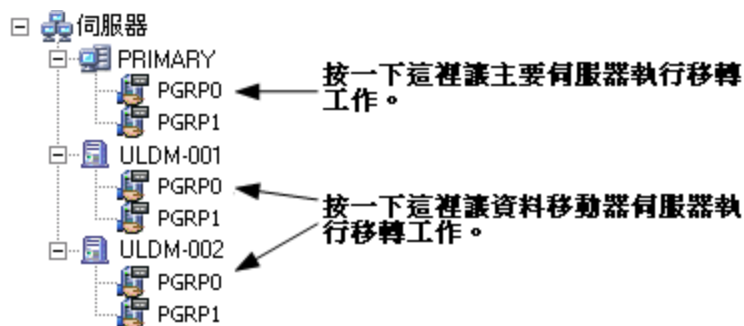 伺服器
PRIMARY
PGRP0
按一下這裡讓主要伺服器執行移轉
工作。
PGRP1
ULDM-001
PGRP0
PGRP1
按一下這裡讓資料移動器伺服器執
行移轉工作。
ULDM-002
PGRP0
PGRP1